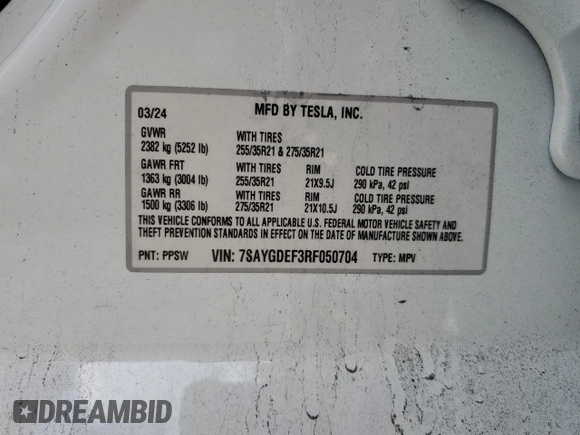 03/24 MFD BY TESLA, INC.
GVWR WITH TIRES
2382 kg (5252 lb) 255/35R21 & 275/35R21
GAWR FRT WITH TIRES RIM COLD TIRE PRESSURE
1363 kg (3004 lb) 255/35R21 21X9.5J 290 kPa, 42 psi
GAWR RR WITH TIRES RIM COLD TIRE PRESSURE
1500 kg (3306 lb) 275/35R21 21X10.5J 290 kPa, 42 psi
THIS VEHICLE CONFORMS TO ALL APPLICABLE U.S. FEDERAL MOTOR VEHICLE SAFETY AND
THEFT PREVENTION STANDARDS IN EFFECT ON THE DATE OF MANUFACTURE SHOWN ABOVE.
PNT: PPSW VIN: 7SAYGDEF3RF050704 TYPE: MPV
DREAMBID